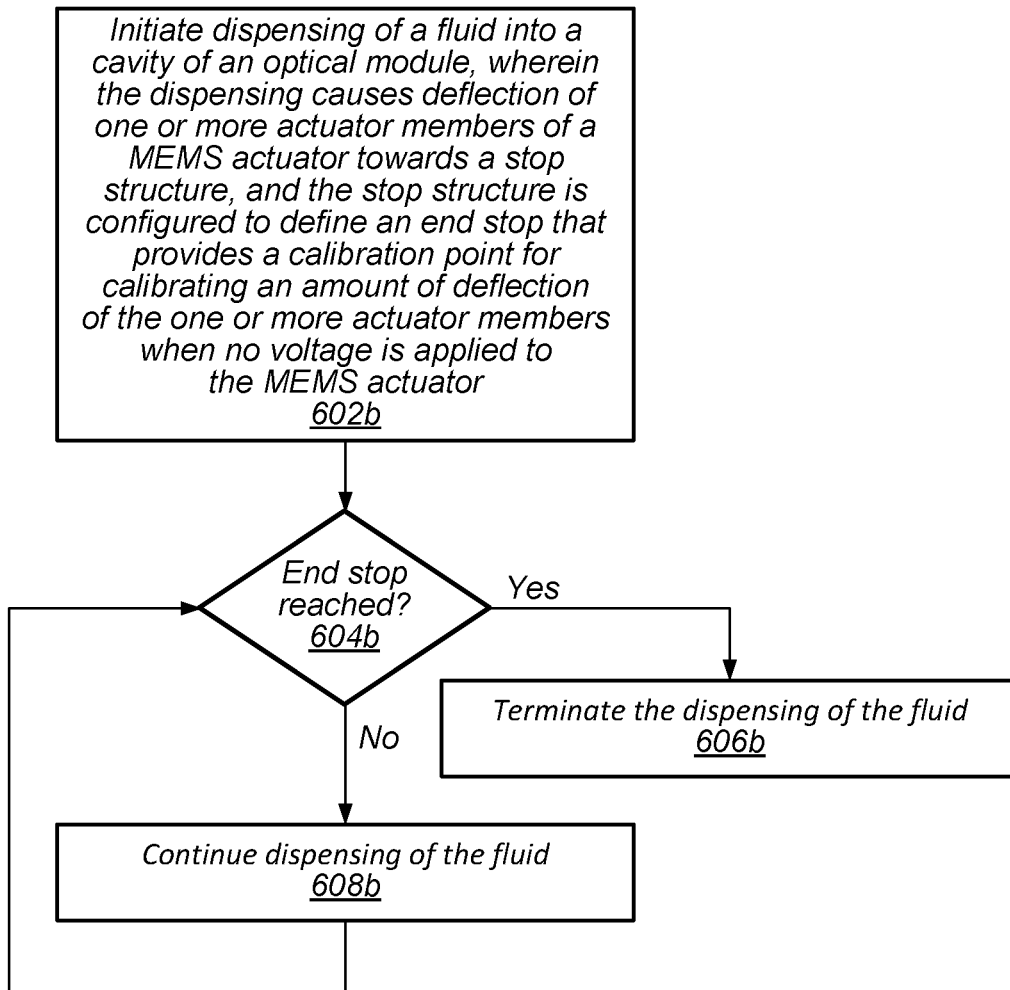 Initiate dispensing of a fluid into a
cavity of an optical module, wherein
the dispensing causes deflection of
one or more actuator members of a
MEMS actuator towards a stop
structure, and the stop structure is
configured to define an end stop that
provides a calibration point for
calibrating an amount of deflection
of the one or more actuator members
when no voltage is applied to
the MEMS actuator
602b
End stop
reached?
604b
Yes
Terminate the dispensing of the fluid
606b
No
Continue dispensing of the fluid
608b